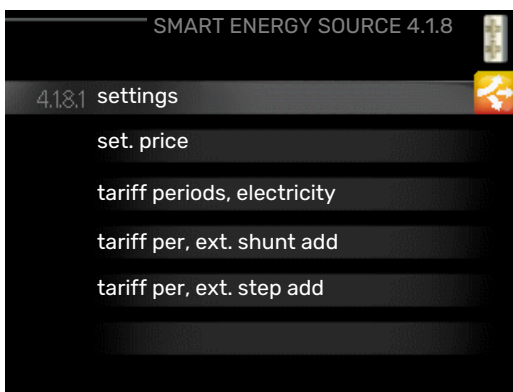 SMART ENERGY SOURCE 4.1.8
4.1.8.1 settings
set. price
tariff periods, electricity
tariff per, ext. shunt add
tariff per, ext. step add